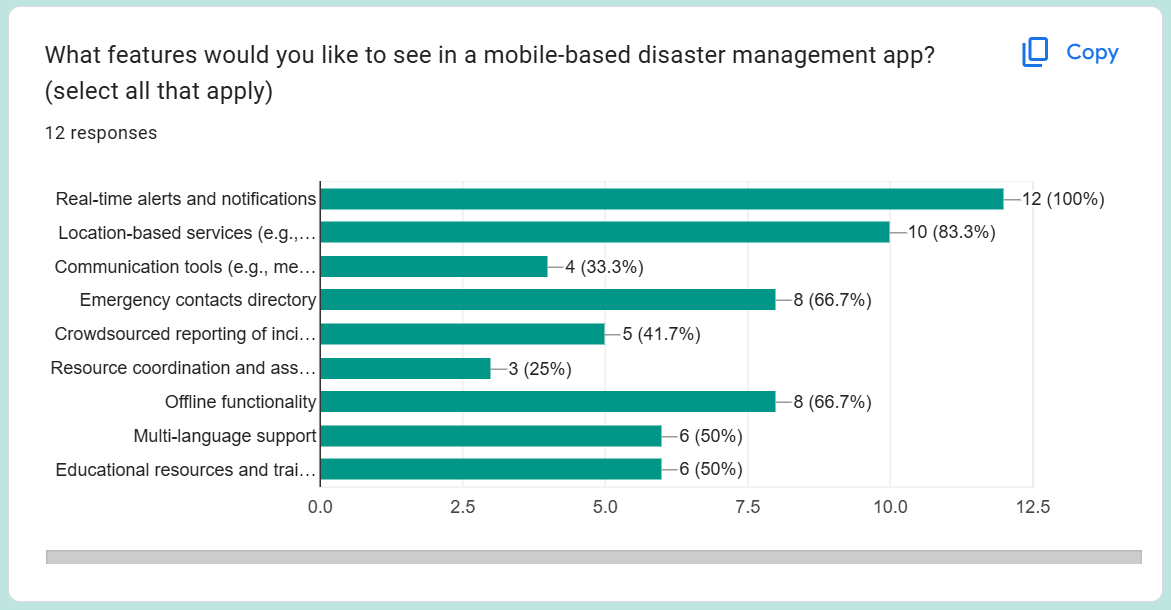 What features would you like to see in a mobile-based disaster management app?
(select all that apply)
Copy
12 responses
Real-time alerts and notifications 12 (100%)
Location-based services (e.g.,… 10 (83.3%)
Communication tools (e.g., me… 4 (33.3%)
Emergency contacts directory 8 (66.7%)
Crowdsourced reporting of inci… 5 (41.7%)
Resource coordination and ass… 3 (25%)
Offline functionality 8 (66.7%)
Multi-language support 6 (50%)
Educational resources and trai… 6 (50%)
0.0 2.5 5.0 7.5 10.0 12.5